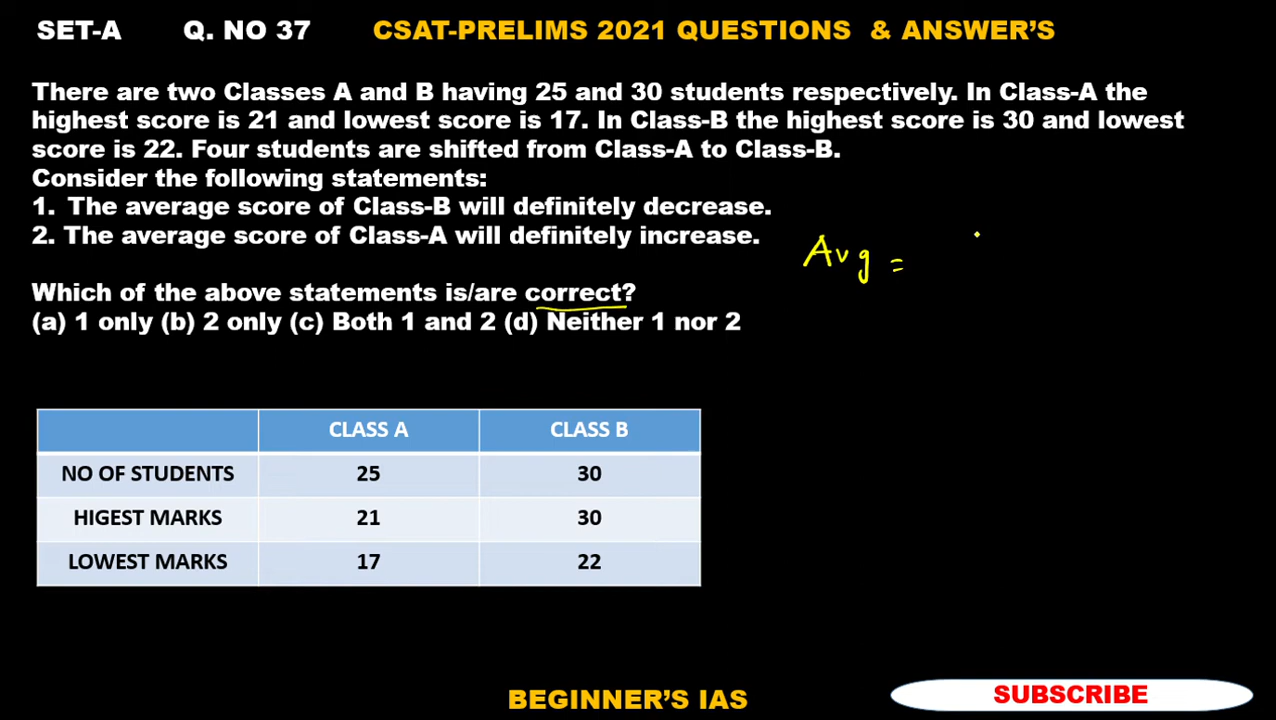 SET-A Q. NO 37 CSAT-PRELIMS 2021 QUESTIONS & ANSWER'S
There are two Classes A and B having 25 and 30 students respectively. In Class-A the
highest score is 21 and lowest score is 17. In Class-B the highest score is 30 and lowest
score is 22. Four students are shifted from Class-A to Class-B.
Consider the following statements:
1. The average score of Class-B will definitely decrease.
2. The average score of Class-A will definitely increase.
Avg =
Which of the above statements is/are correct?
(a) 1 only (b) 2 only (c) Both 1 and 2 (d) Neither 1 nor 2
CLASS A CLASS B
NO OF STUDENTS 25 30
HIGEST MARKS 21 30
LOWEST MARKS 17 22
BEGINNER'S IAS
SUBSCRIBE